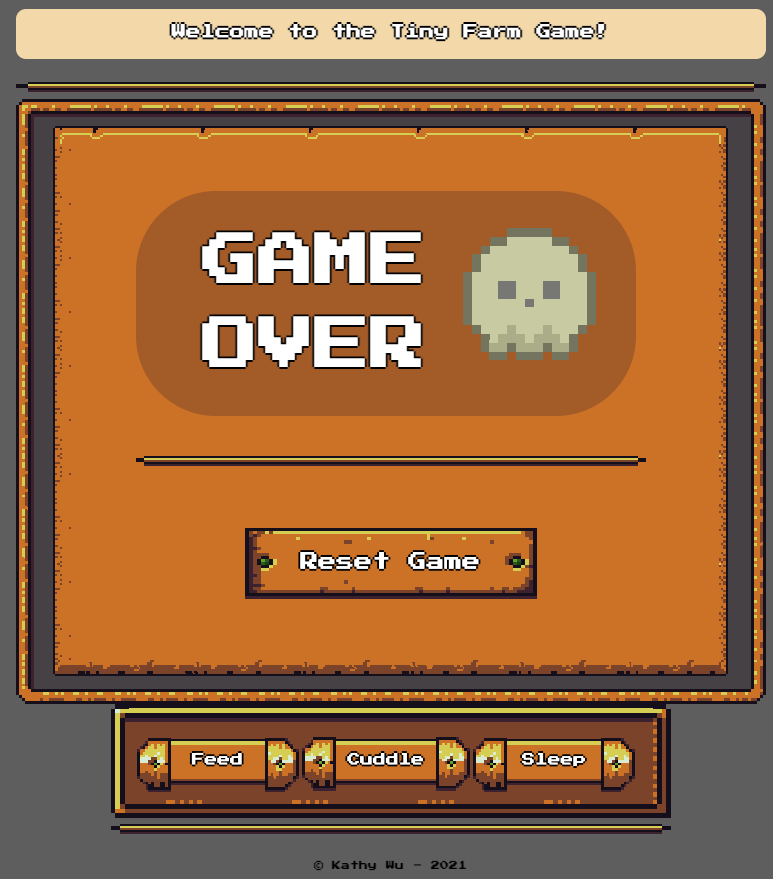 Welcome to the Tiny Farm Game!
GAME
OVER
Reset Game
Feed Cuddle Sleep
© Kathy Wu - 2021